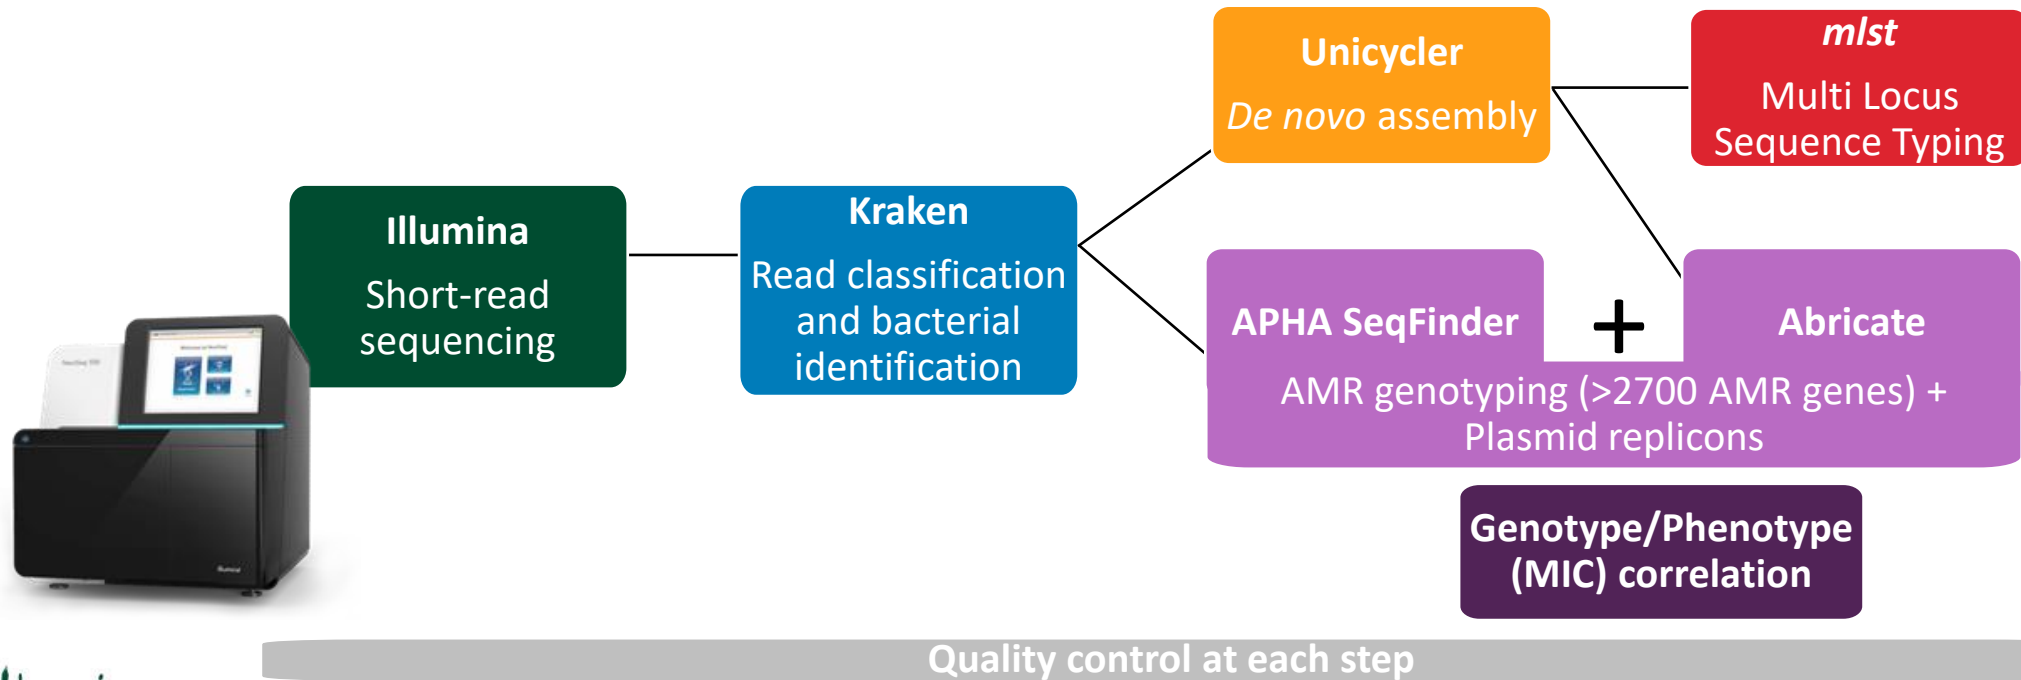 Unicycler
De novo assembly
mlst
Multi Locus
Sequence Typing
Illumina
Short-read
sequencing
Kraken
Read classification
and bacterial
identification
APHA SeqFinder
+
Abricate
AMR genotyping (>2700 AMR genes) +
Plasmid replicons
Genotype/Phenotype
(MIC) correlation
Quality control at each step